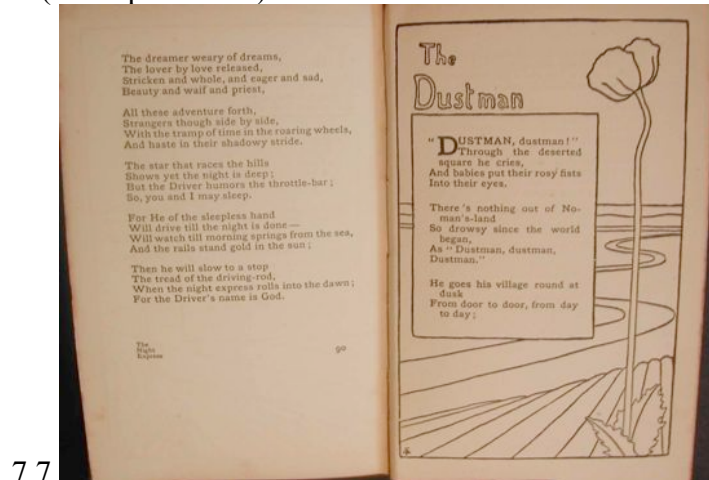 The dreamer weary of dreams,
The lover by love released,
Stricken and whole, and eager and sad,
Beauty and waif and priest,
All these adventure forth,
Strangers though side by side,
With the tramp of time in the roaring wheels,
And haste in their shadowy stride.
The star that races the hills
Shows yet the night is deep;
But the Driver humors the throttle-bar;
So, you and I may sleep.
For He of the sleepless hand
Will drive till the night is done—
Will watch till morning springs from the sea,
And the rails stand gold in the sun;
Then he will slow to a stop
The tread of the driving-rod,
When the night express rolls into the dawn;
For the Driver's name is God.
The
Night
Express
90
The
Dustman
"DUSTMAN, dustman!"
Through the deserted
square he cries,
And babies put their rosy fists
Into their eyes.
There's nothing out of No-
man's-land
So drowsy since the world
began,
As "Dustman, dustman,
Dustman."
He goes his village round at
dusk
From door to door, from day
to day;
7 7